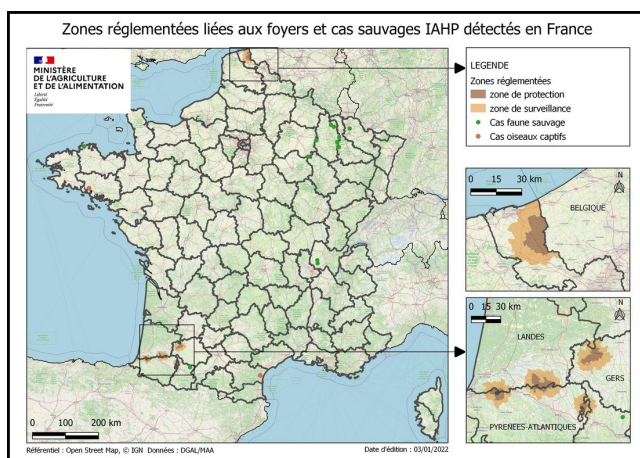 Zones réglementées liées aux foyers et cas sauvages IAHP détectés en France
MINISTÈRE
DE L'AGRICULTURE
ET DE L'ALIMENTATION
Liberté
Égalité
Fraternité
LEGENDE
Zones réglementées
zone de protection
zone de surveillance
Cas faune sauvage
Cas oiseaux captifs
0 15 30 km
N
BELGIQUE
0 15 30 km
N
LANDES
GERS
PYRENEES-ATLANTIQUES
0 100 200 km
Référentiel : Open Street Map, © IGN Données : DGAL/MAA
Date d'édition : 03/01/2022